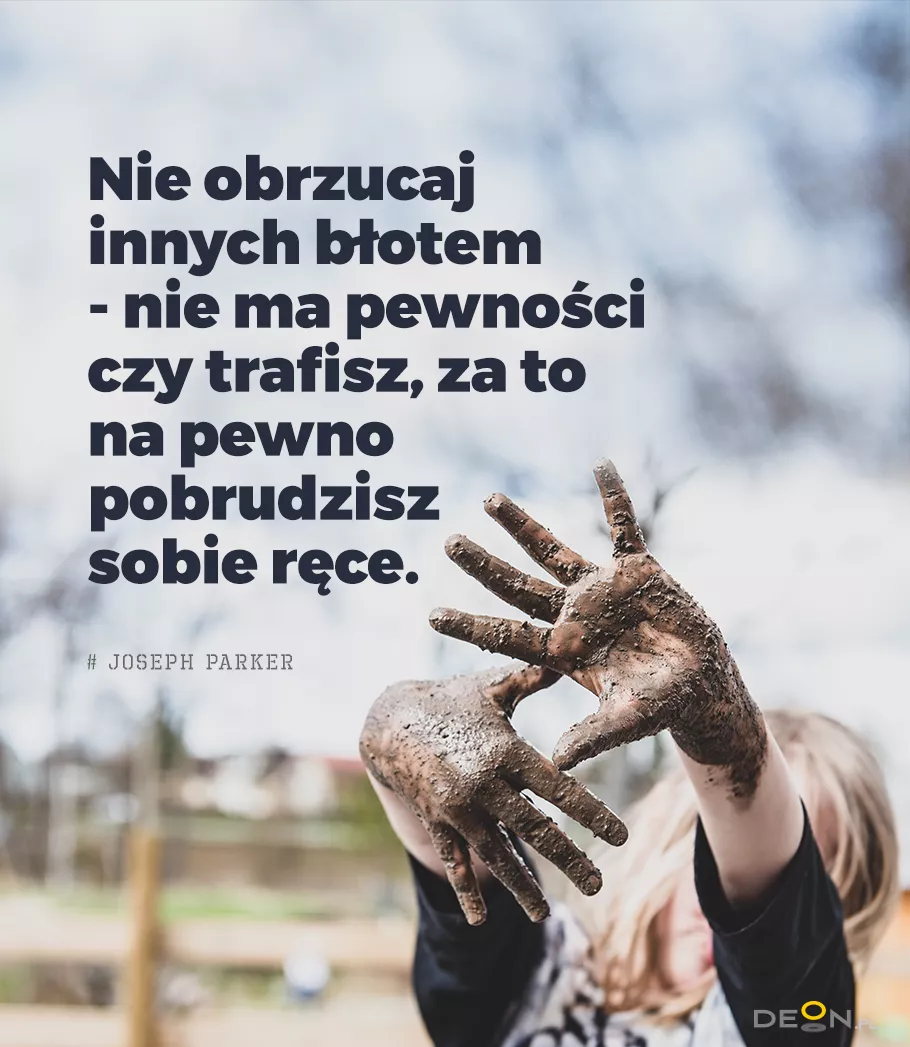 Nie obrzucaj
innych błotem
- nie ma pewności
czy trafisz, za to
na pewno
pobrudzisz
sobie ręce.
# JOSEPH PARKER
DEON.PL